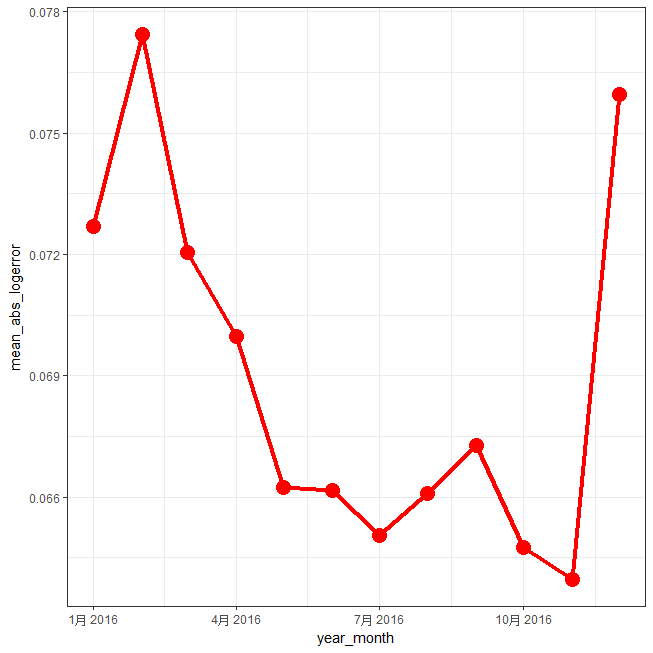 0.078
0.075
0.072
0.069
0.066
mean_abs_logerror
1月 2016
4月 2016
7月 2016
10月 2016
year_month